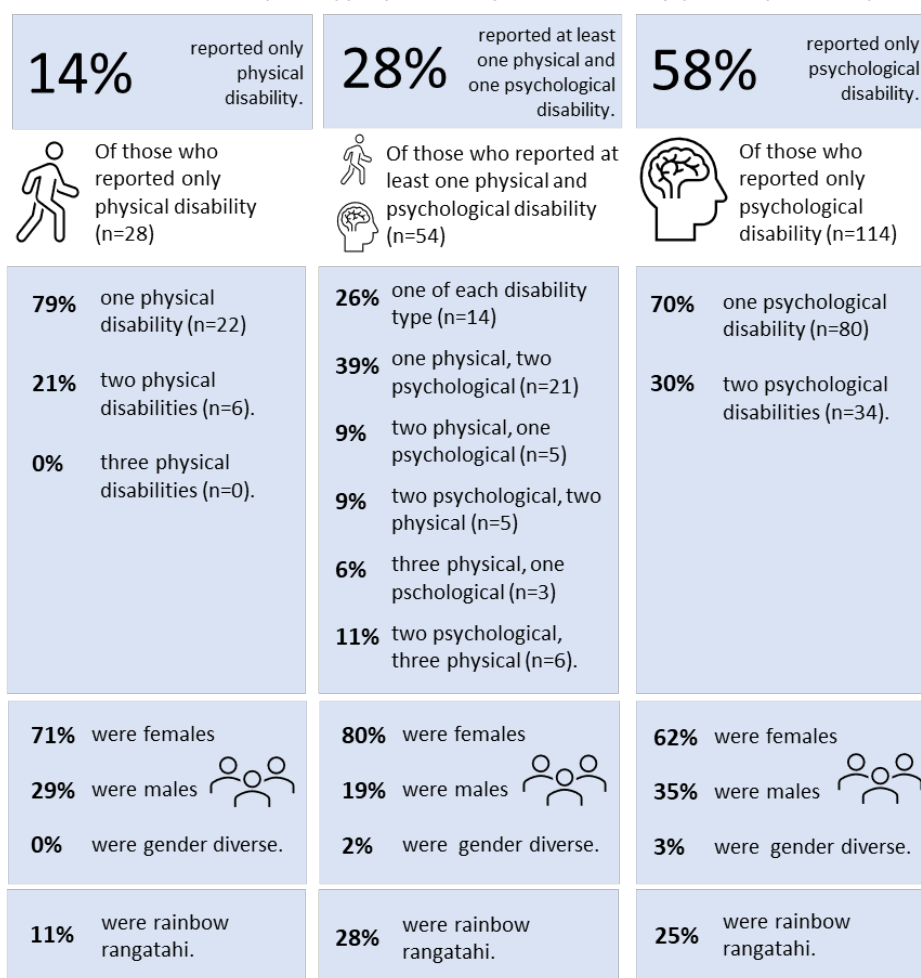 14%
reported only
physical
disability.
28%
reported at least
one physical and
one psychological
disability.
58%
reported only
psychological
disability.
Of those who
reported only
physical disability
(n=28)
Of those who reported at
least one physical and
psychological disability
(n=54)
Of those who
reported only
psychological
disability (n=114)
79% one physical
disability (n=22)
21% two physical
disabilities (n=6).
0% three physical
disabilities (n=0).
26% one of each disability
type (n=14)
39% one physical, two
psychological (n=21)
9% two physical, one
psychological (n=5)
9% two psychological, two
physical (n=5)
6% three physical, one
pschological (n=3)
11% two psychological,
three physical (n=6).
70% one psychological
disability (n=80)
30% two psychological
disabilities (n=34).
71% were females
29% were males
0% were gender diverse.
80% were females
19% were males
2% were gender diverse.
62% were females
35% were males
3% were gender diverse.
11% were rainbow
rangatahi.
28% were rainbow
rangatahi.
25% were rainbow
rangatahi.